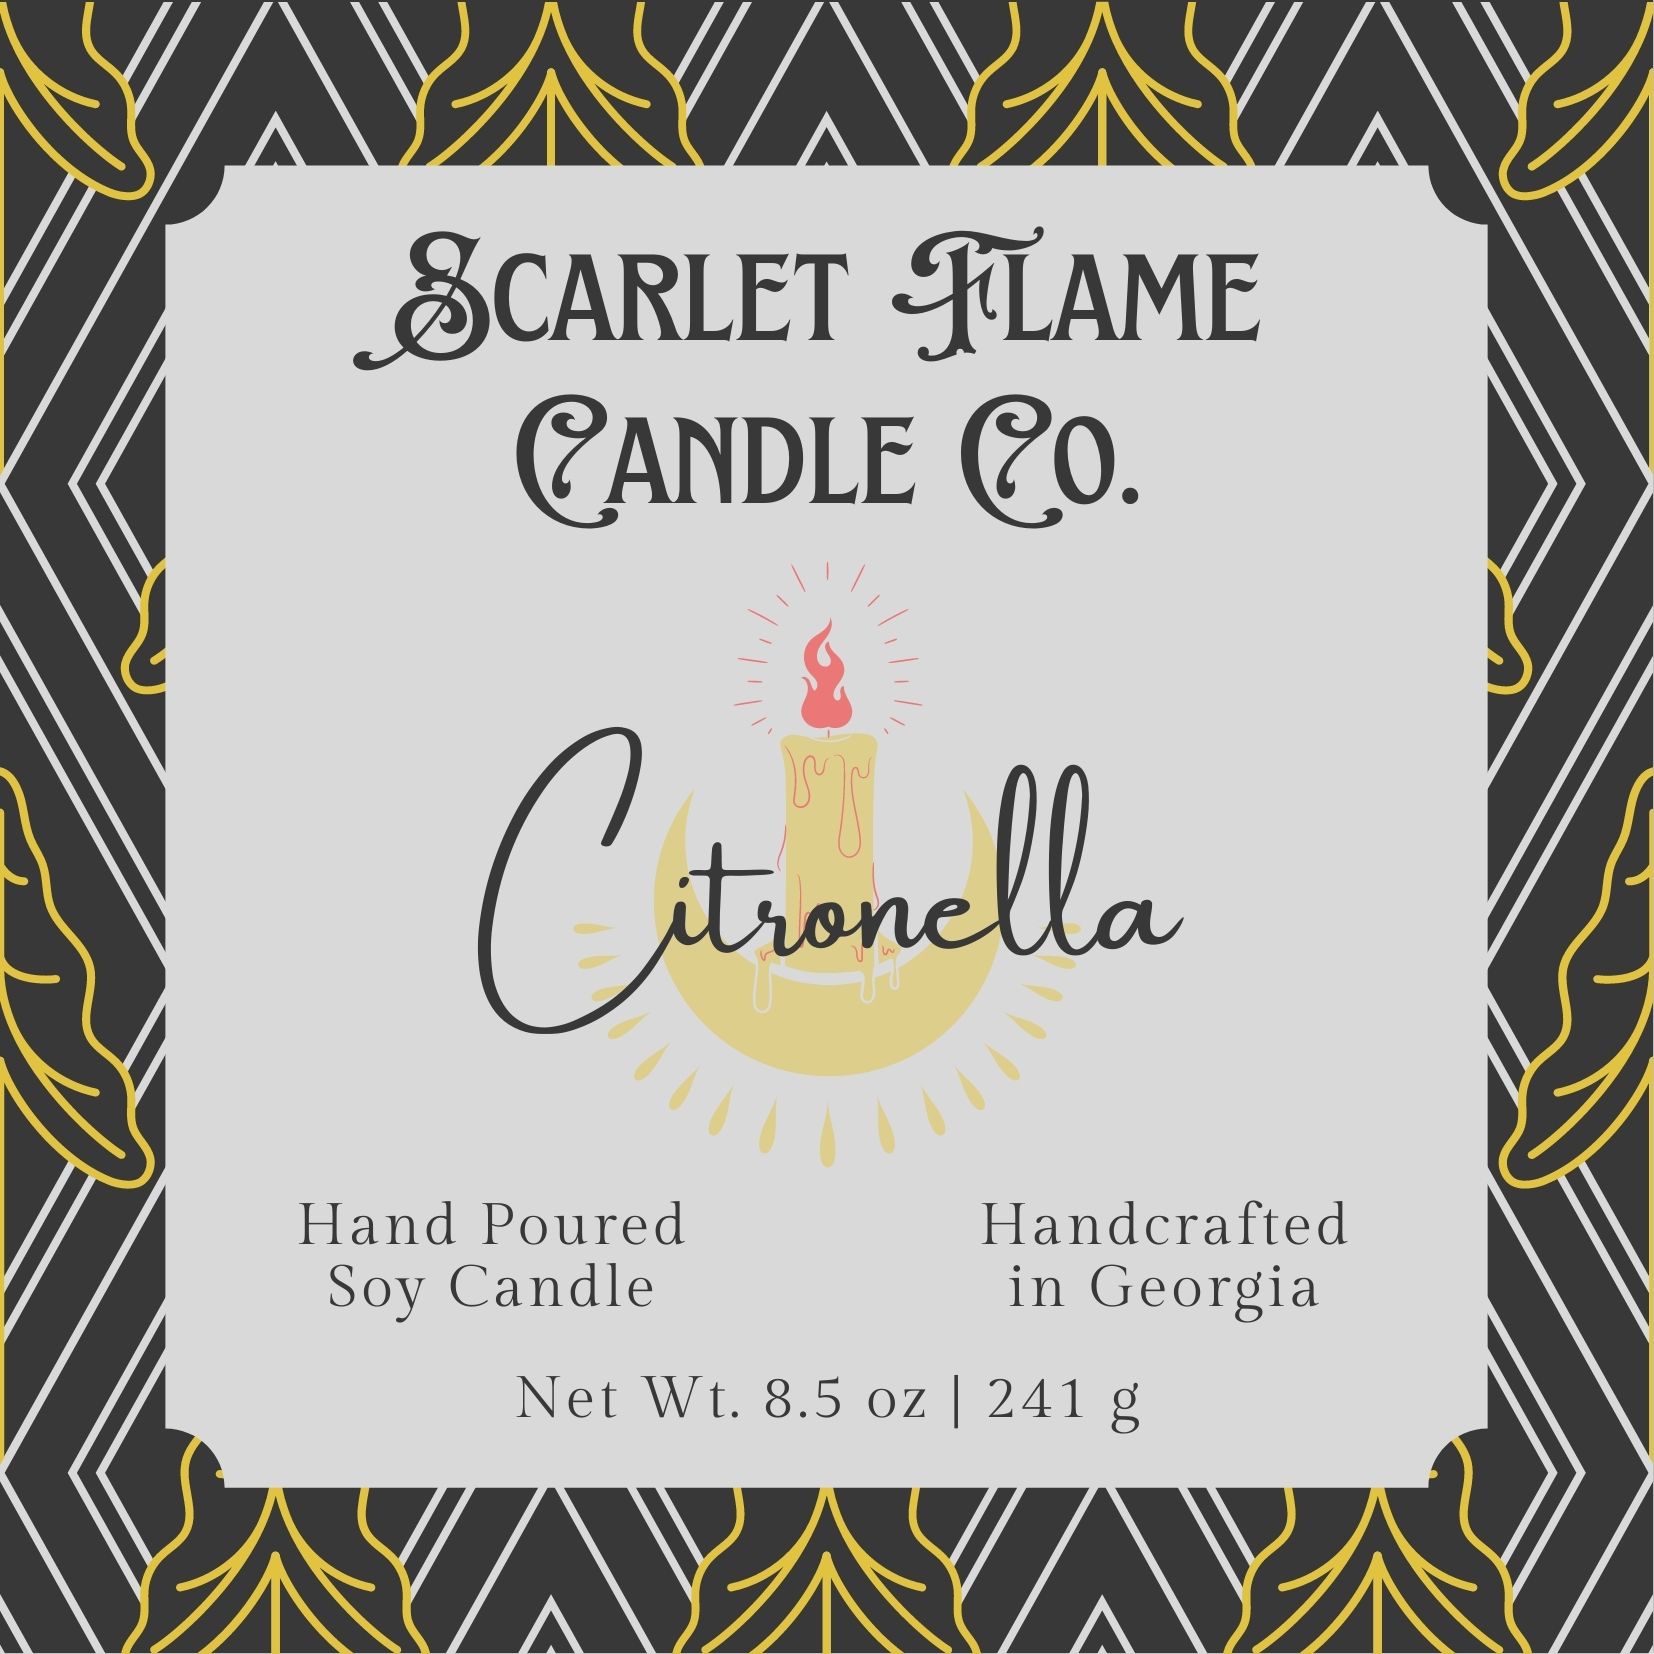 Scarlet Flame
Candle Co.
Citronella
Hand Poured
Soy Candle
Handcrafted
in Georgia
Net Wt. 8.5 oz | 241 g